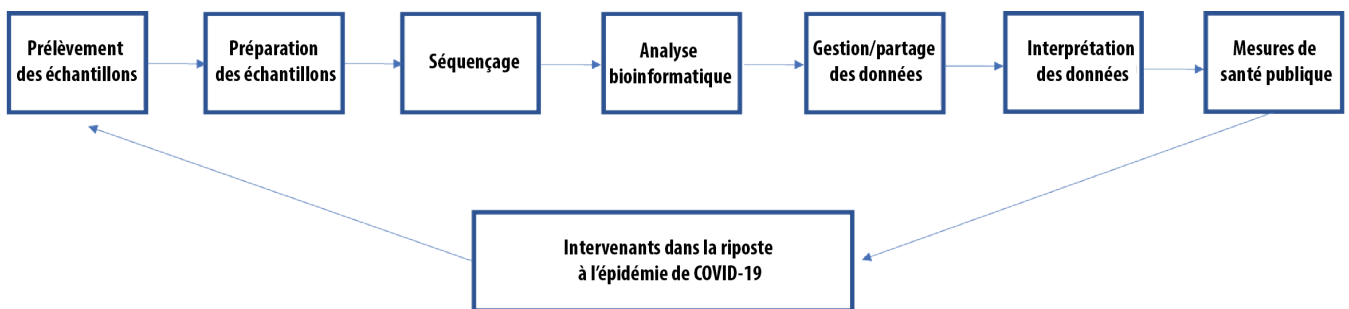 Prélèvement
des échantillons
Préparation
des échantillons
Séquençage
Analyse
bioinformatique
Gestion/partage
des données
Interprétation
des données
Mesures de
santé publique
Intervenants dans la riposte
à l’épidémie de COVID-19